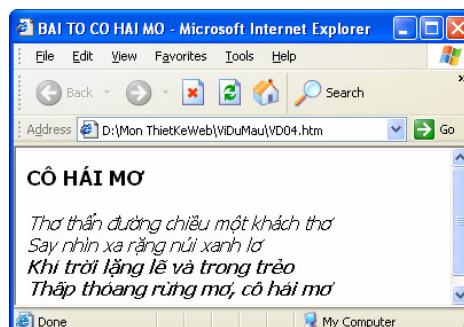 BAI TO CO HAI MO - Microsoft Internet Explorer
File Edit View Favorites Tools Help
Back Search
Address D:\Mon ThietKeWeb\ViDuMau\VD04.htm Go
CÔ HÁI MƠ
Thơ thẩn đường chiều một khách thơ
Say nhìn xa rặng núi xanh lơ
Khí trời lặng lẽ và trong trẻo
Thấp thóang rừng mơ, cô hái mơ
Done My Computer